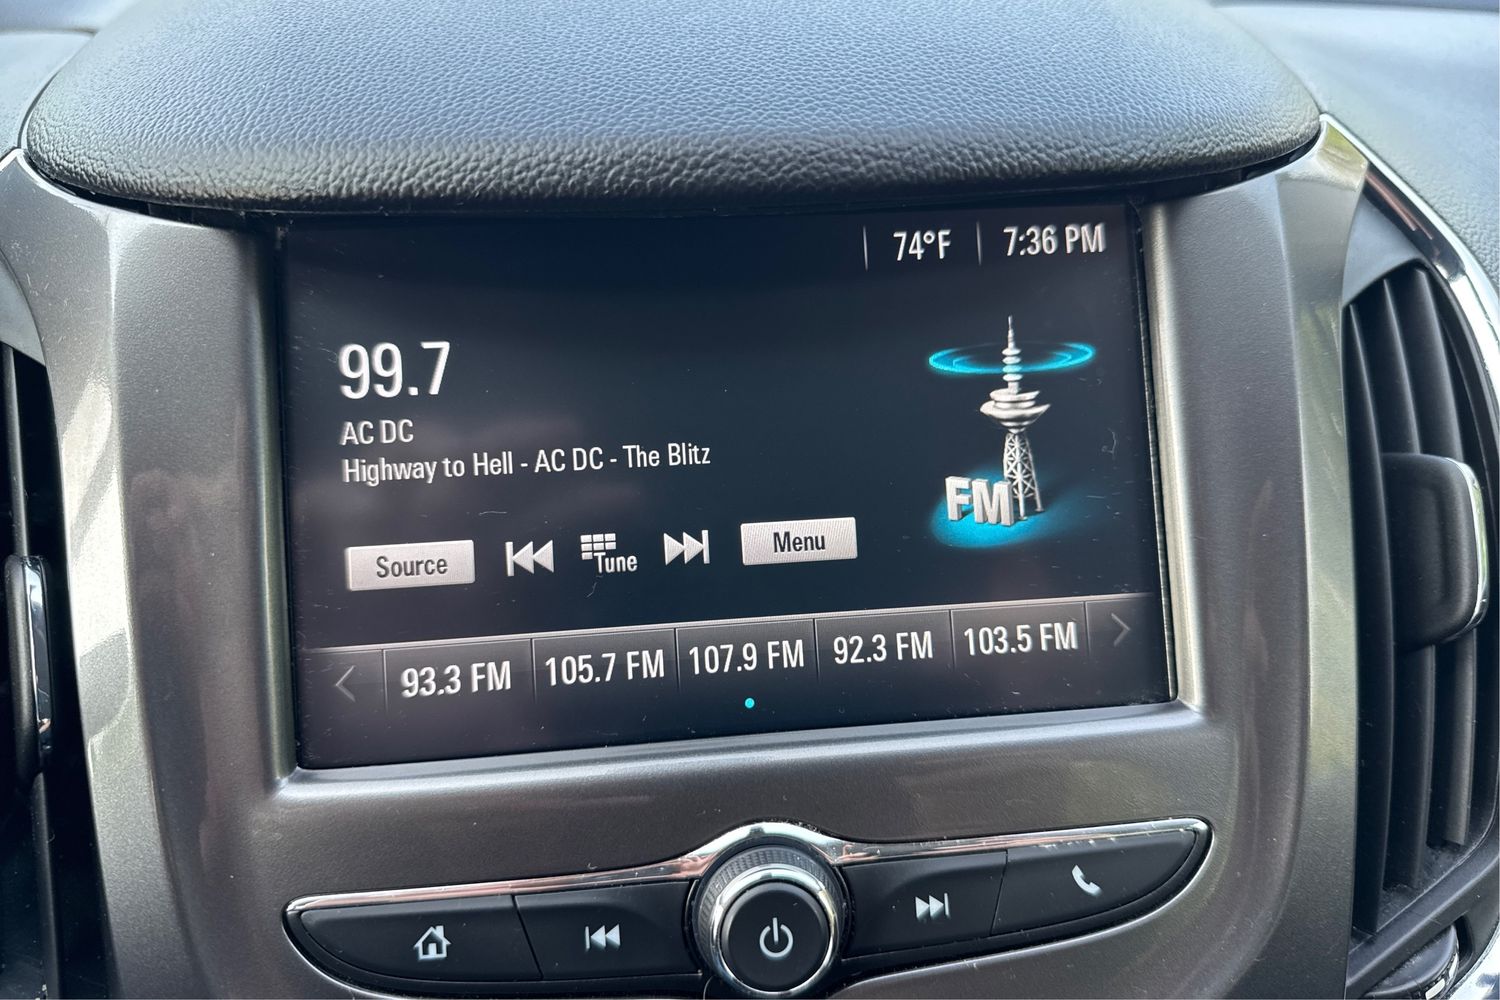 74°F 7:36 PM
99.7
AC DC
Highway to Hell - AC DC - The Blitz
FM
Source Tune Menu
93.3 FM 105.7 FM 107.9 FM 92.3 FM 103.5 FM